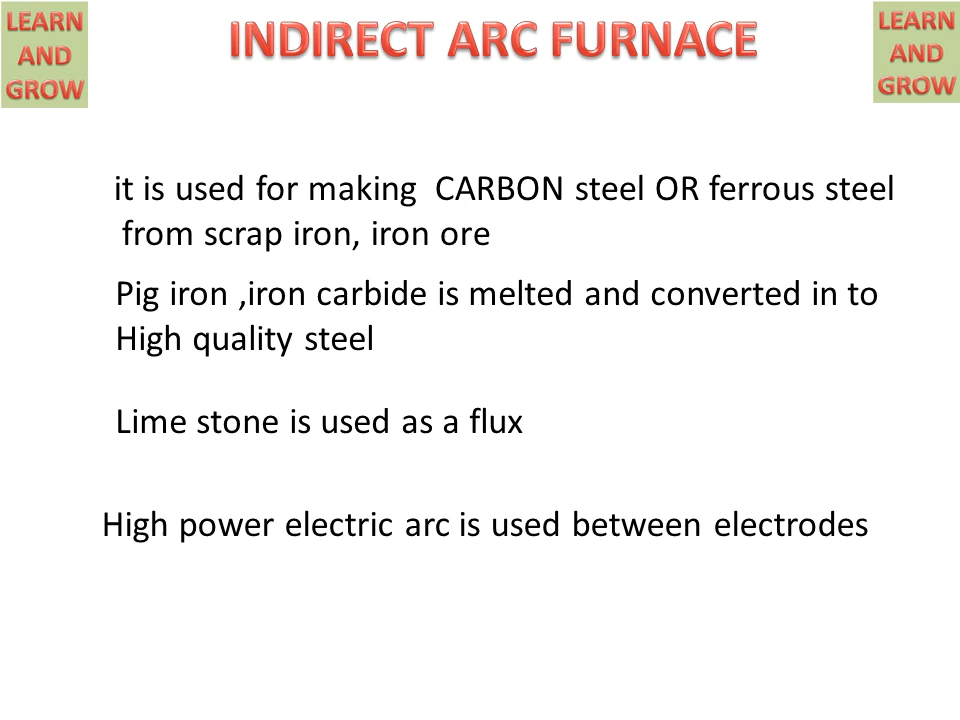 LEARN
AND
GROW
INDIRECT ARC FURNACE
LEARN
AND
GROW
it is used for making  CARBON steel OR ferrous steel
from scrap iron, iron ore
Pig iron ,iron carbide is melted and converted in to
High quality steel
Lime stone is used as a flux
High power electric arc is used between electrodes